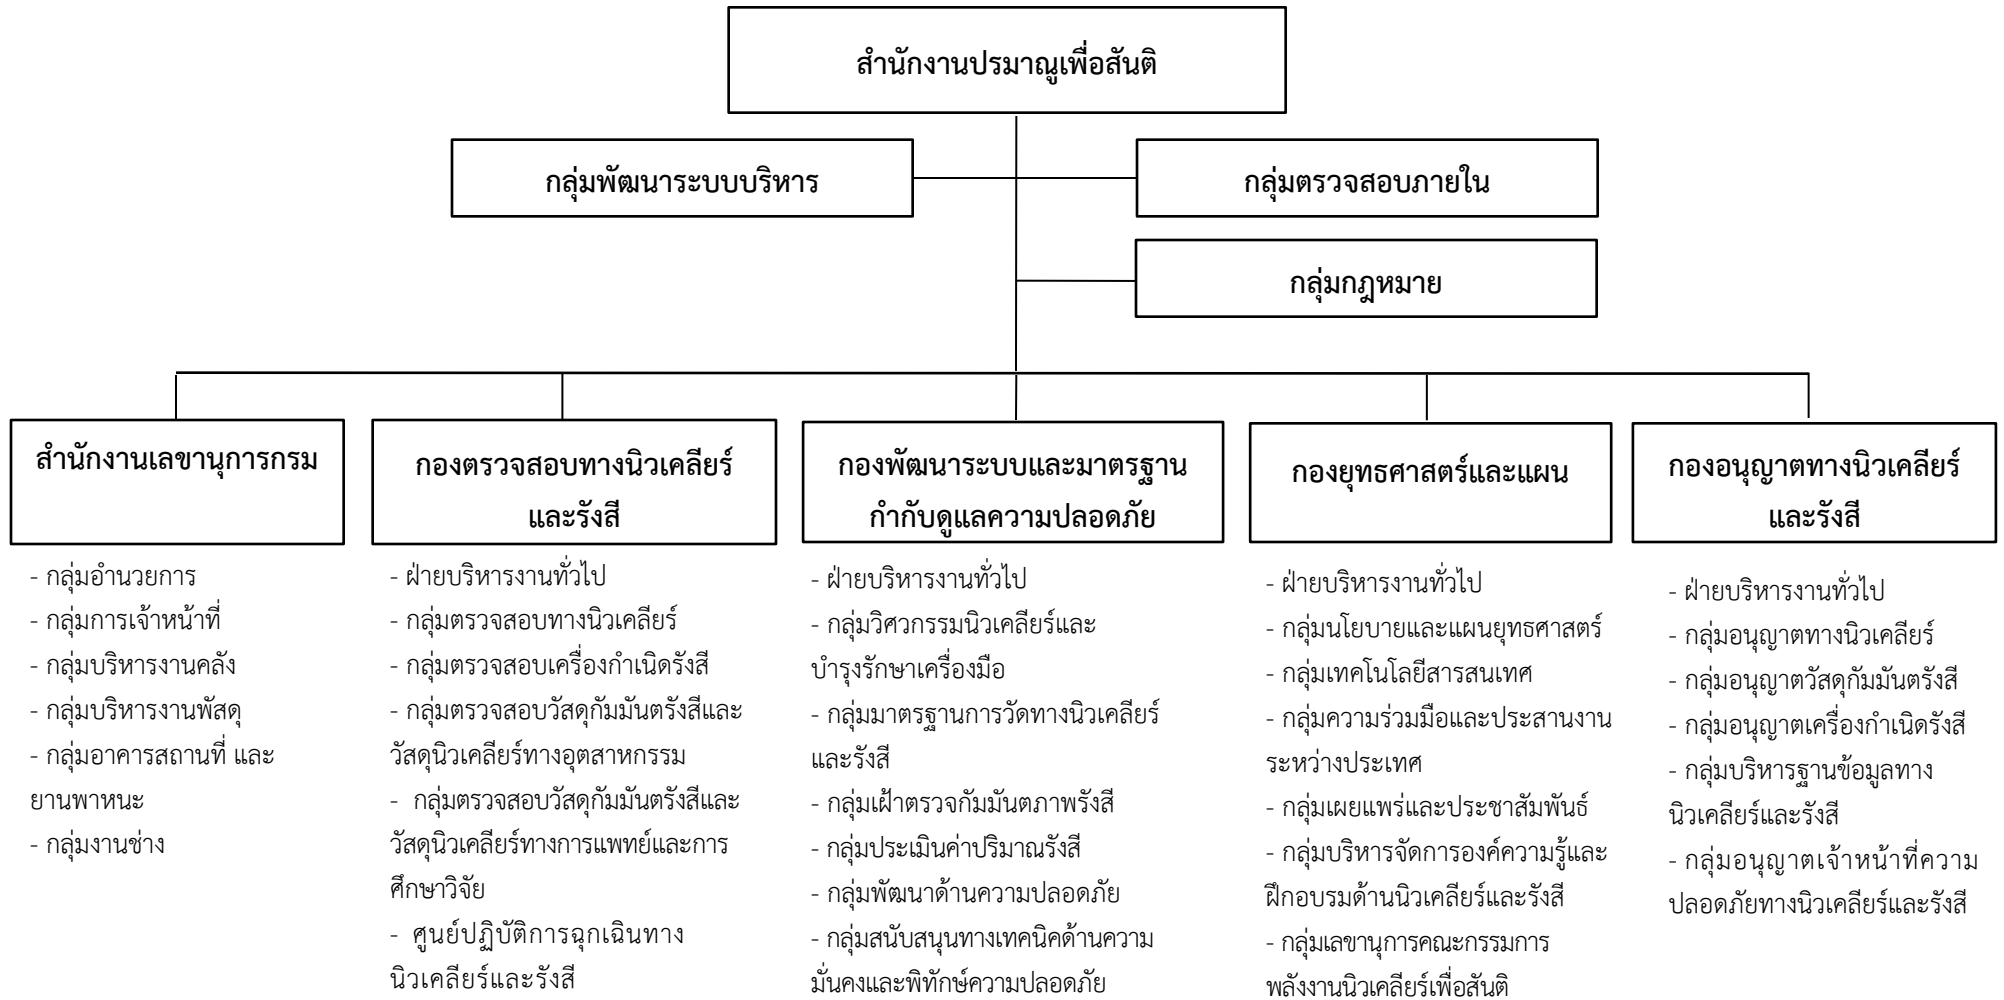 สำนักงานปรมาณูเพื่อสันติ
กลุ่มพัฒนาระบบบริหาร
กลุ่มตรวจสอบภายใน
กลุ่มกฎหมาย
สำนักงานเลขานุการกรม
- กลุ่มอำนวยการ
- กลุ่มการเจ้าหน้าที่
- กลุ่มบริหารงานคลัง
- กลุ่มบริหารงานพัสดุ
- กลุ่มอาคารสถานที่ และ
ยานพาหนะ
- กลุ่มงานช่าง
กองตรวจสอบทางนิวเคลียร์
และรังสี
- ฝ่ายบริหารงานทั่วไป
- กลุ่มตรวจสอบทางนิวเคลียร์
- กลุ่มตรวจสอบเครื่องกำเนิดรังสี
- กลุ่มตรวจสอบวัสดุกัมมันตรังสีและ
วัสดุนิวเคลียร์ทางอุตสาหกรรม
- กลุ่มตรวจสอบวัสดุกัมมันตรังสีและ
วัสดุนิวเคลียร์ทางการแพทย์และการ
ศึกษาวิจัย
- ศูนย์ปฏิบัติการฉุกเฉินทาง
นิวเคลียร์และรังสี
กองพัฒนาระบบและมาตรฐาน
กำกับดูแลความปลอดภัย
- ฝ่ายบริหารงานทั่วไป
- กลุ่มวิศวกรรมนิวเคลียร์และ
บำรุงรักษาเครื่องมือ
- กลุ่มมาตรฐานการวัดทางนิวเคลียร์
และรังสี
- กลุ่มเฝ้าตรวจกัมมันตภาพรังสี
- กลุ่มประเมินค่าปริมาณรังสี
- กลุ่มพัฒนาด้านความปลอดภัย
- กลุ่มสนับสนุนทางเทคนิคด้านความ
มั่นคงและพิทักษ์ความปลอดภัย
กองยุทธศาสตร์และแผน
- ฝ่ายบริหารงานทั่วไป
- กลุ่มนโยบายและแผนยุทธศาสตร์
- กลุ่มเทคโนโลยีสารสนเทศ
- กลุ่มความร่วมมือและประสานงาน
ระหว่างประเทศ
- กลุ่มเผยแพร่และประชาสัมพันธ์
- กลุ่มบริหารจัดการองค์ความรู้และ
ฝึกอบรมด้านนิวเคลียร์และรังสี
- กลุ่มเลขานุการคณะกรรมการ
พลังงานนิวเคลียร์เพื่อสันติ
กองอนุญาตทางนิวเคลียร์
และรังสี
- ฝ่ายบริหารงานทั่วไป
- กลุ่มอนุญาตทางนิวเคลียร์
- กลุ่มอนุญาตวัสดุกัมมันตรังสี
- กลุ่มอนุญาตเครื่องกำเนิดรังสี
- กลุ่มบริหารฐานข้อมูลทาง
นิวเคลียร์และรังสี
- กลุ่มอนุญาตเจ้าหน้าที่ความ
ปลอดภัยทางนิวเคลียร์และรังสี